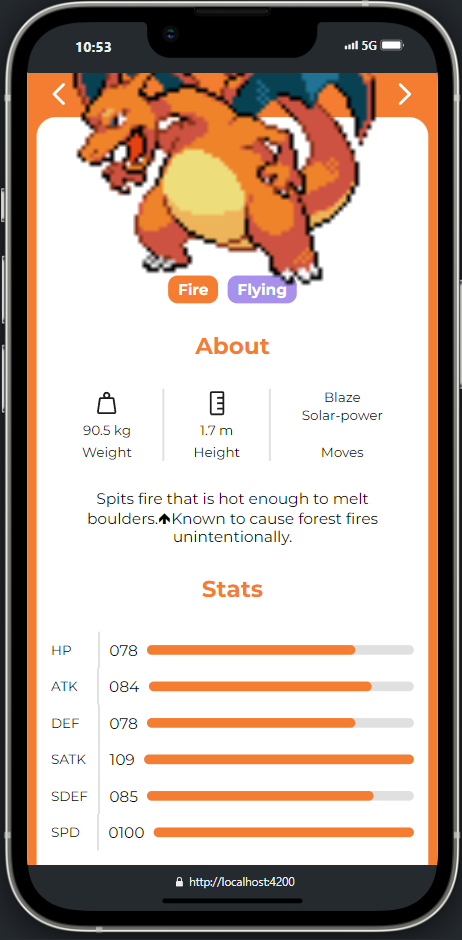 10:53
5G
Fire Flying
About
Blaze
Solar-power
90.5 kg 1.7 m
Weight Height Moves
Spits fire that is hot enough to melt
boulders.🡅Known to cause forest fires
unintentionally.
Stats
HP 078
ATK 084
DEF 078
SATK 109
SDEF 085
SPD 0100
http://localhost:4200